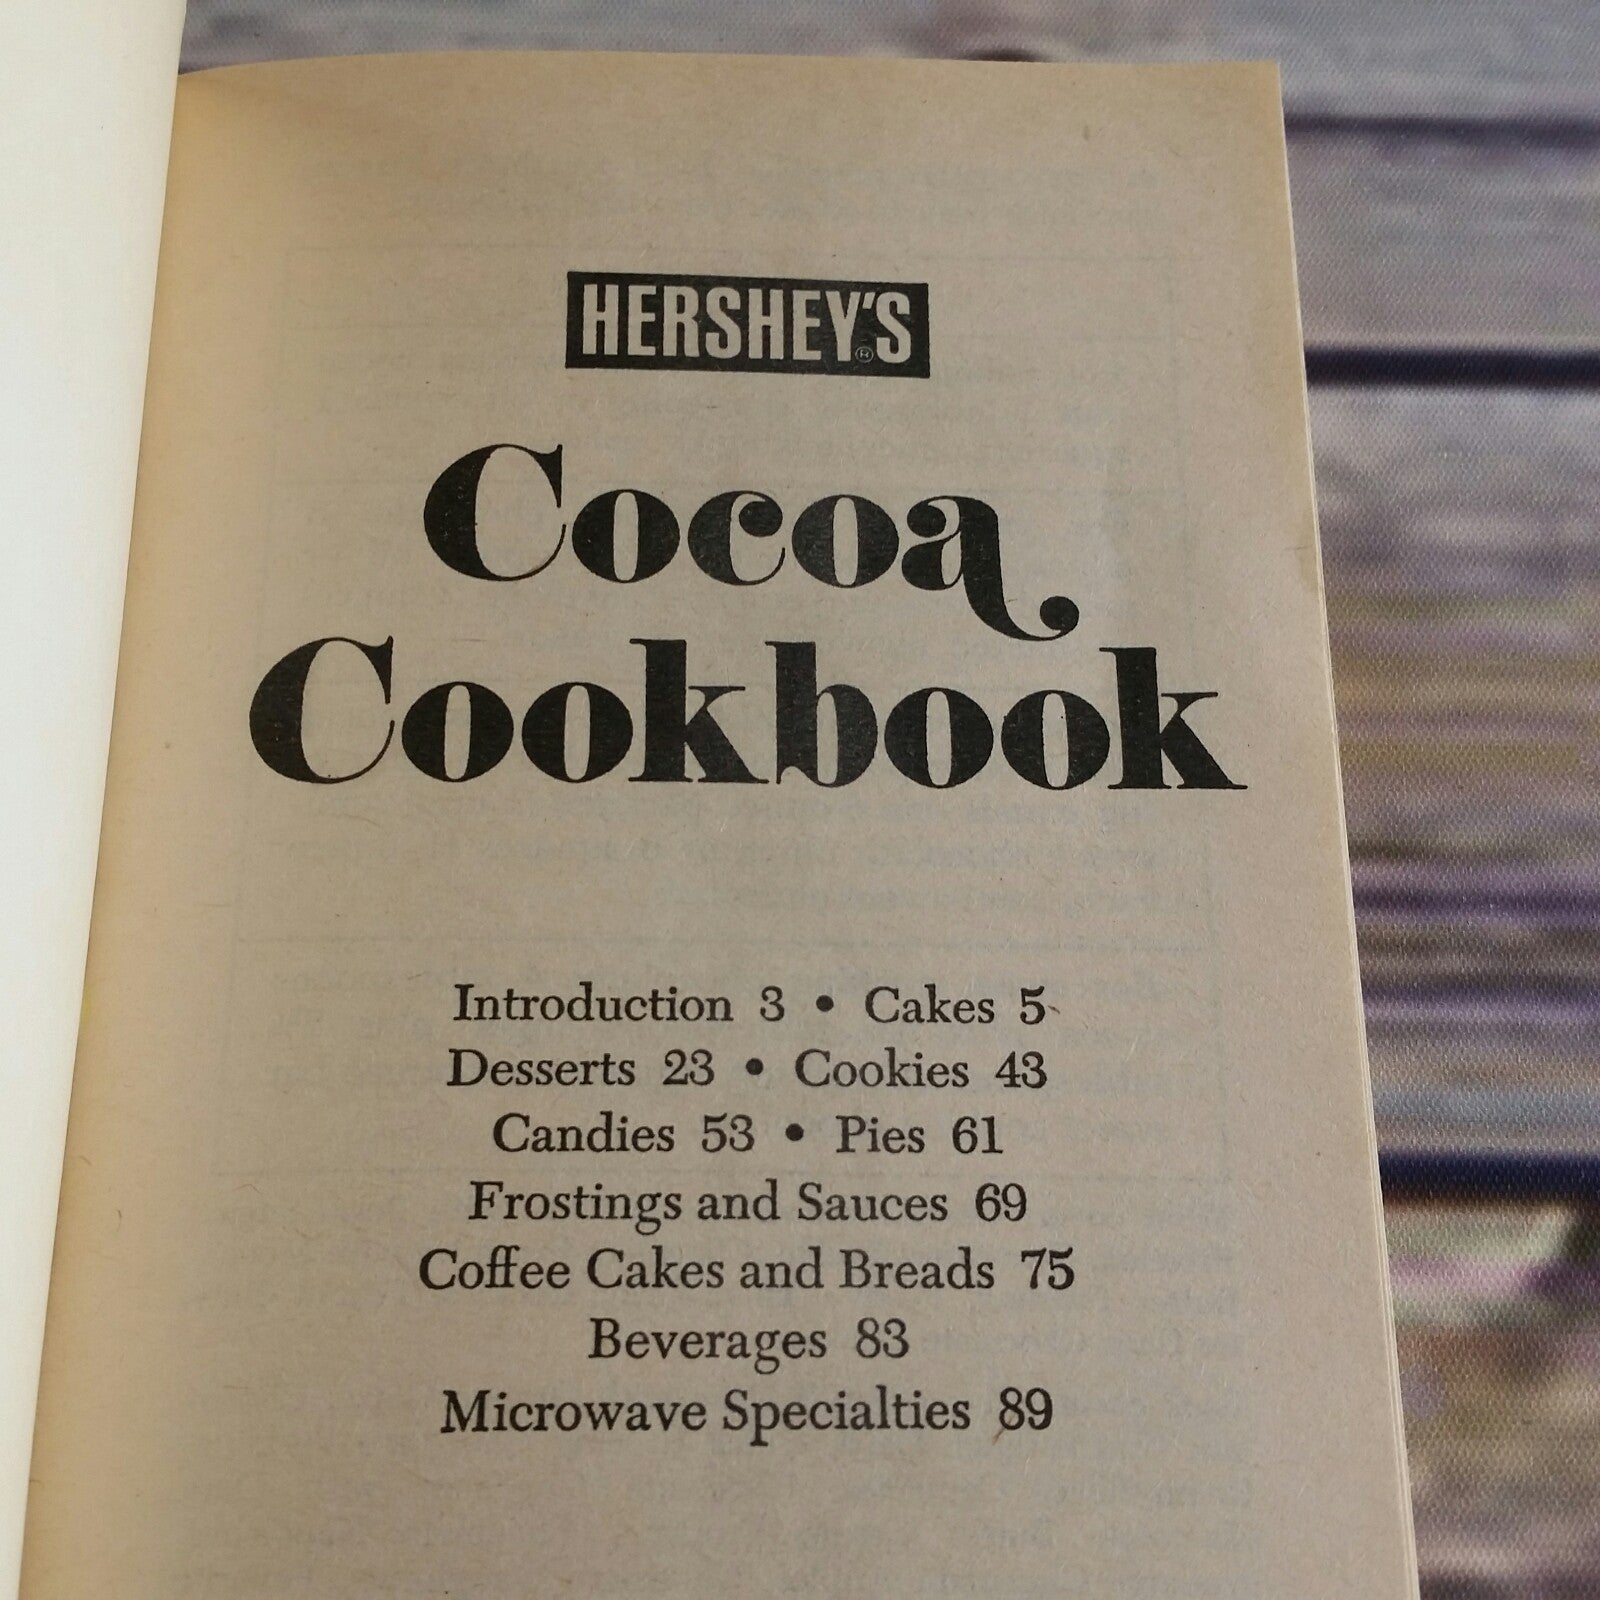 HERSHEY'S®
Cocoa
Cookbook
Introduction 3 • Cakes 5
Desserts 23 • Cookies 43
Candies 53 • Pies 61
Frostings and Sauces 69
Coffee Cakes and Breads 75
Beverages 83
Microwave Specialties 89